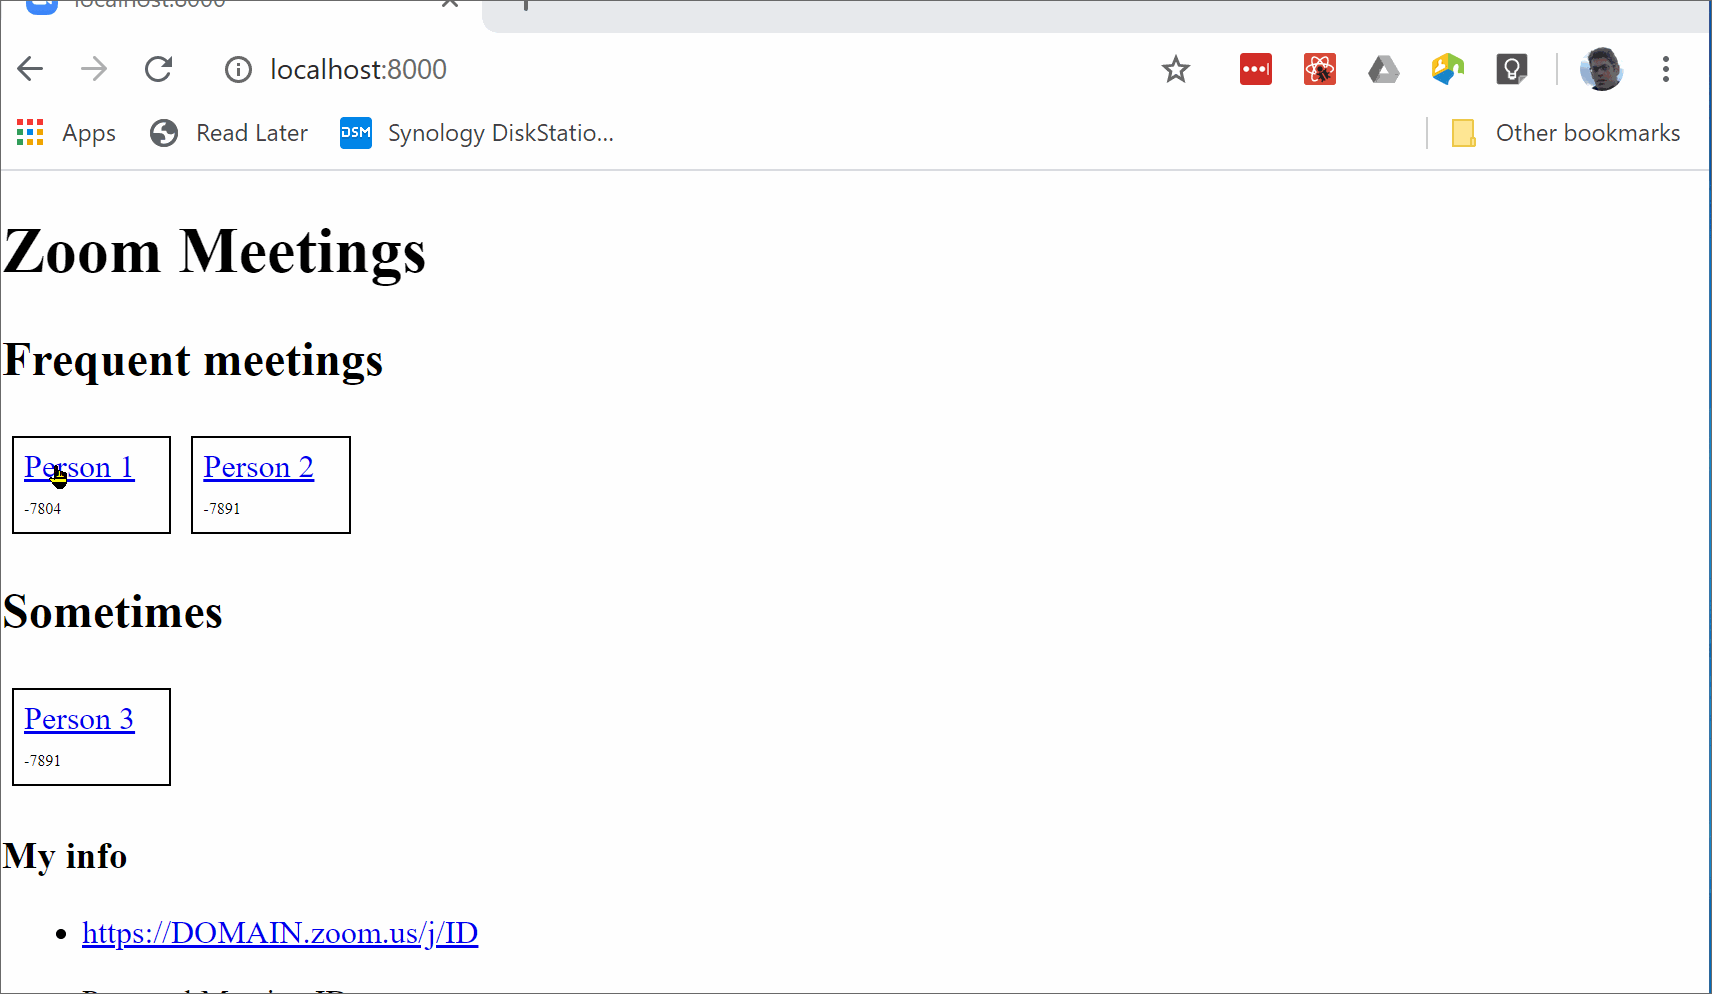 localhost:8000
localhost:8000
Apps
Read Later
DSM
Synology DiskStatio...
Other bookmarks
Zoom Meetings
Frequent meetings
Person 1
-7804
Person 2
-7891
Sometimes
Person 3
-7891
My info
https://DOMAIN.zoom.us/j/ID